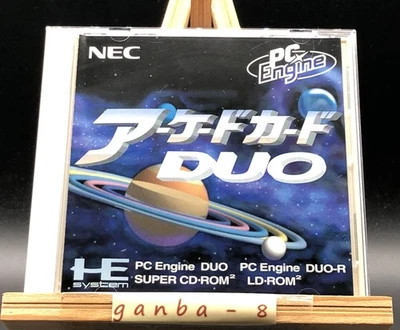 NEC
PC Engine
アーケードカード
DUO
HE system
PC Engine DUO PC Engine DUO-R
SUPER CD-ROM² LD-ROM²
ganba - 8